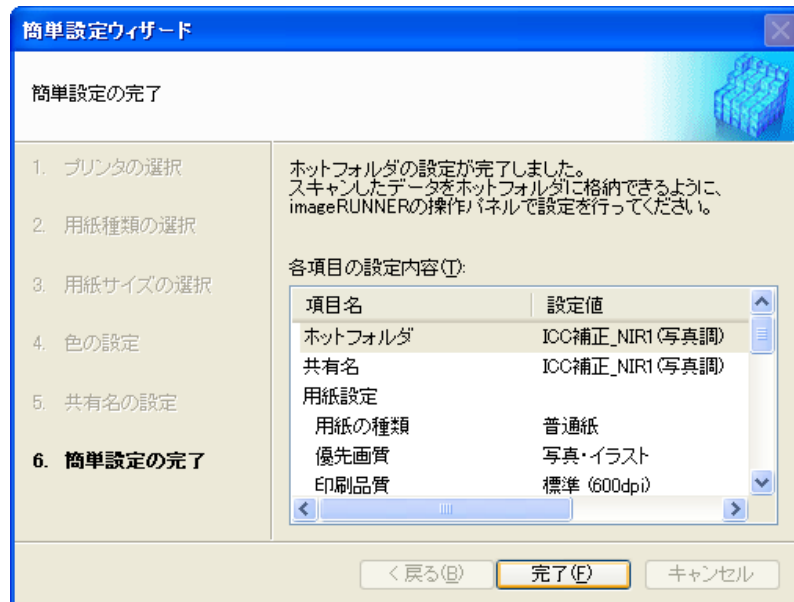 簡単設定ウィザード
簡単設定の完了
1. プリンタの選択
2. 用紙種類の選択
3. 用紙サイズの選択
4. 色の設定
5. 共有名の設定
6. 簡単設定の完了
ホットフォルダの設定が完了しました。
スキャンしたデータをホットフォルダに格納できるように、
imageRUNNERの操作パネルで設定を行ってください。
各項目の設定内容(T):
項目名 設定値
ホットフォルダ ICC補正_NIR1(写真調)
共有名 ICC補正_NIR1(写真調)
用紙設定
用紙の種類 普通紙
優先画質 写真・イラスト
印刷品質 標準 (600dpi)
< 戻る(B) 完了(F) キャンセル